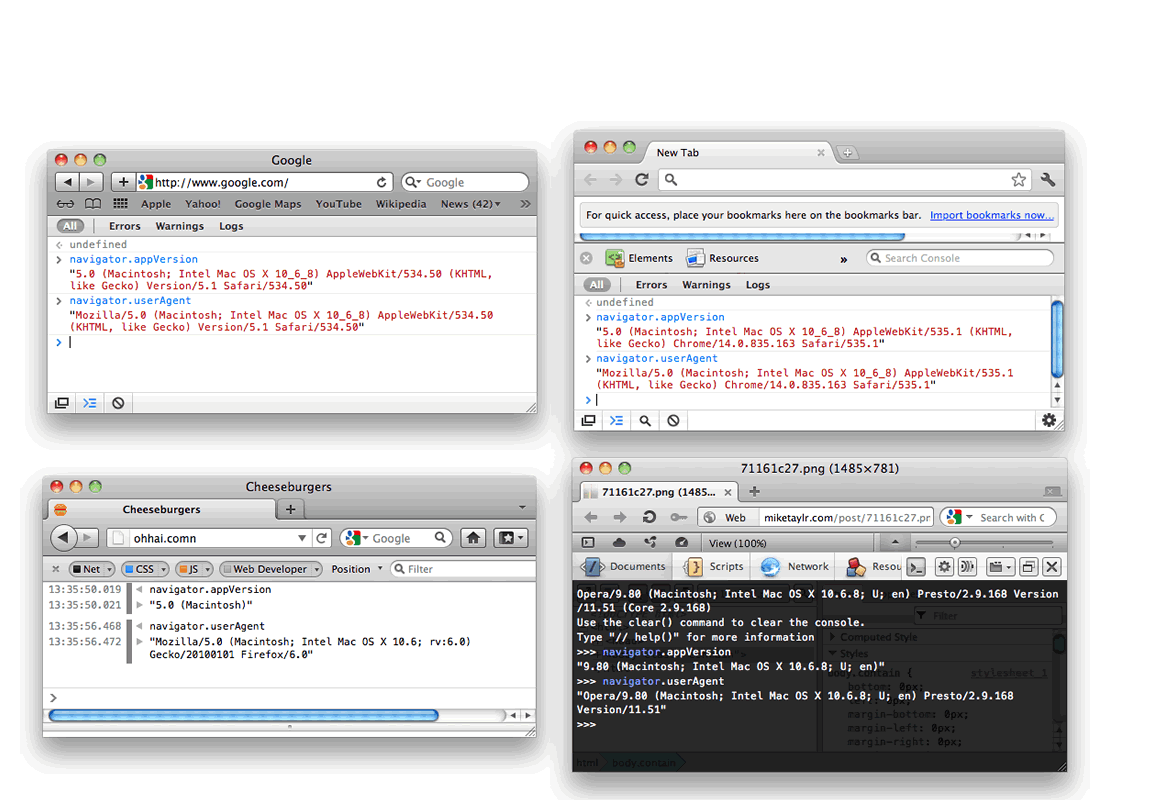 Google
http://www.google.com/
Google
Apple Yahoo! Google Maps YouTube Wikipedia News (42)▾ »
All Errors Warnings Logs
undefined
navigator.appVersion
"5.0 (Macintosh; Intel Mac OS X 10_6_8) AppleWebKit/534.50 (KHTML,
like Gecko) Version/5.1 Safari/534.50"
navigator.userAgent
"Mozilla/5.0 (Macintosh; Intel Mac OS X 10_6_8) AppleWebKit/534.50
(KHTML, like Gecko) Version/5.1 Safari/534.50"
New Tab
For quick access, place your bookmarks here on the bookmarks bar. Import bookmarks now...
Elements Resources » Search Console
All Errors Warnings Logs
undefined
navigator.appVersion
"5.0 (Macintosh; Intel Mac OS X 10_6_8) AppleWebKit/535.1 (KHTML,
like Gecko) Chrome/14.0.835.163 Safari/535.1"
navigator.userAgent
"Mozilla/5.0 (Macintosh; Intel Mac OS X 10_6_8) AppleWebKit/535.1
(KHTML, like Gecko) Chrome/14.0.835.163 Safari/535.1"
Cheeseburgers
Cheeseburgers
ohhai.comn Google
Net CSS JS Web Developer Position Filter
13:35:50.019 navigator.appVersion
13:35:50.021 "5.0 (Macintosh)"
13:35:56.468 navigator.userAgent
13:35:56.472 "Mozilla/5.0 (Macintosh; Intel Mac OS X 10.6; rv:6.0)
Gecko/20100101 Firefox/6.0"
71161c27.png (1485×781)
71161c27.png (1485...
Web miketaylr.com/post/71161c27.pr Search with G
View (100%)
Documents Scripts Network Resou
Opera/9.80 (Macintosh; Intel Mac OS X 10.6.8; U; en) Presto/2.9.168 Version
/11.51 (Core 2.9.168)
Use the clear() command to clear the console.
Type "// help()" for more information
>>> navigator.appVersion
"9.80 (Macintosh; Intel Mac OS X 10.6.8; U; en)"
>>> navigator.userAgent
"Opera/9.80 (Macintosh; Intel Mac OS X 10.6.8; U; en) Presto/2.9.168
Version/11.51"
>>>
Filter
Computed Style
Styles
body.contain { stylesheet 1
bottom: 0px;
left: 0px;
margin-bottom: 0px;
margin-left: 0px;
margin-right: 0px;
html body.contain